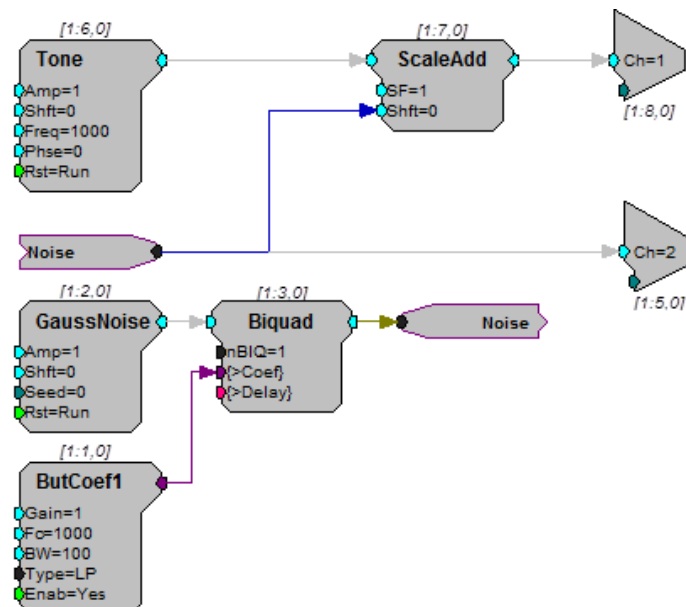 [1:6,0]
Tone
Amp=1
Shft=0
Freq=1000
Phse=0
Rst=Run
[1:7,0]
ScaleAdd
SF=1
Shft=0
Ch=1
[1:8,0]
Noise
Ch=2
[1:5,0]
[1:2,0]
GaussNoise
Amp=1
Shft=0
Seed=0
Rst=Run
[1:3,0]
Biquad
nBIQ=1
{>Coef}
{>Delay}
Noise
[1:1,0]
ButCoef1
Gain=1
Fc=1000
BW=100
Type=LP
Enab=Yes